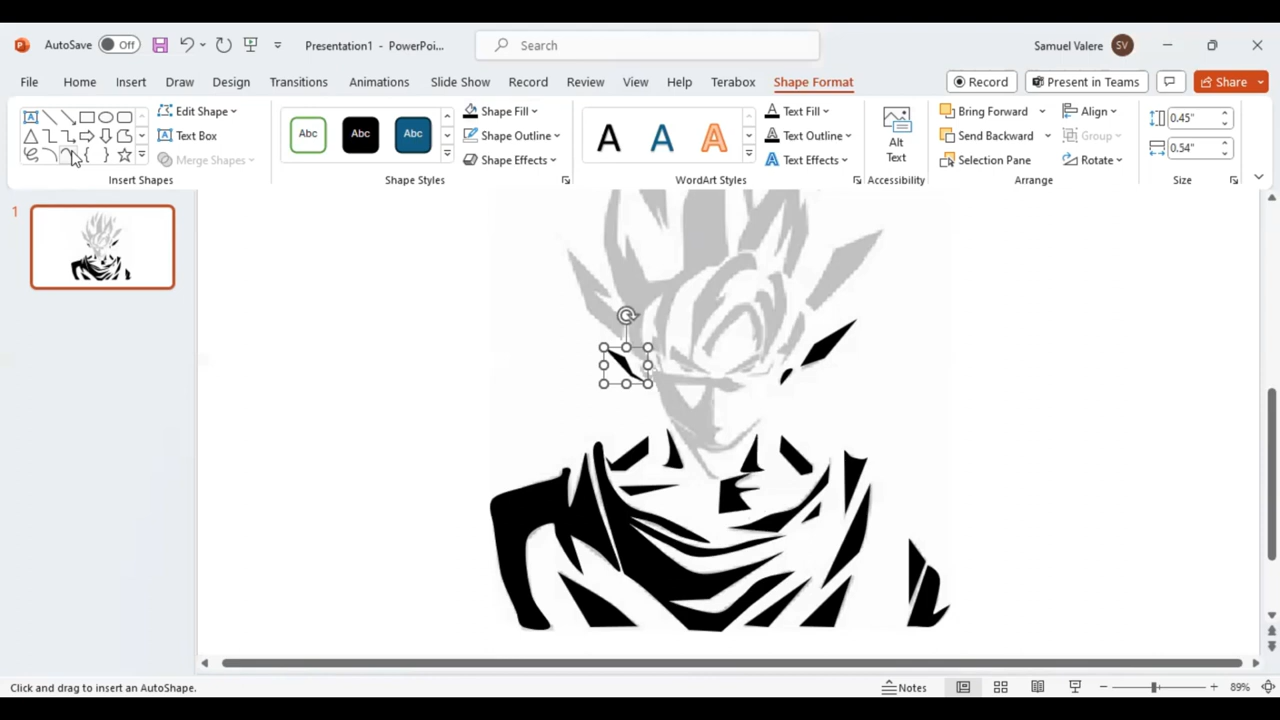 AutoSave Off Presentation1 - PowerPoi... Search Samuel Valere SV
File Home Insert Draw Design Transitions Animations Slide Show Record Review View Help Terabox Shape Format Record Present in Teams Share
Edit Shape
Text Box
Merge Shapes
Insert Shapes
Abc Abc Abc
Shape Fill
Shape Outline
Shape Effects
Shape Styles
A A A
Text Fill
Text Outline
Text Effects
WordArt Styles
Alt
Text
Accessibility
Bring Forward
Send Backward
Selection Pane
Align
Group
Rotate
Arrange
0.45"
0.54"
Size
1
Click and drag to insert an AutoShape. Notes 89%